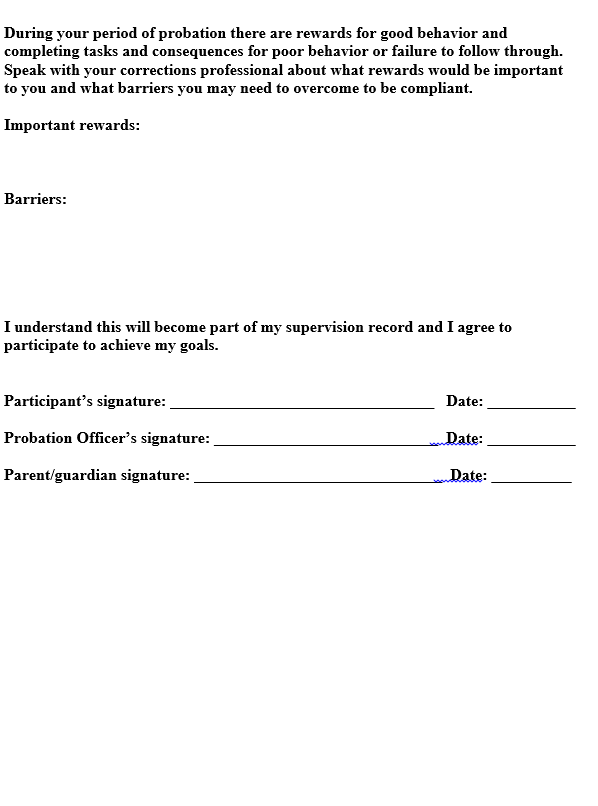 During your period of probation there are rewards for good behavior and
completing tasks and consequences for poor behavior or failure to follow through.
Speak with your corrections professional about what rewards would be important
to you and what barriers you may need to overcome to be compliant.
Important rewards:
Barriers:
I understand this will become part of my supervision record and I agree to
participate to achieve my goals.
Participant’s signature: ___________________________________ Date: ___________
Probation Officer’s signature: ______________________________ Date: ___________
Parent/guardian signature: _________________________________ Date: __________